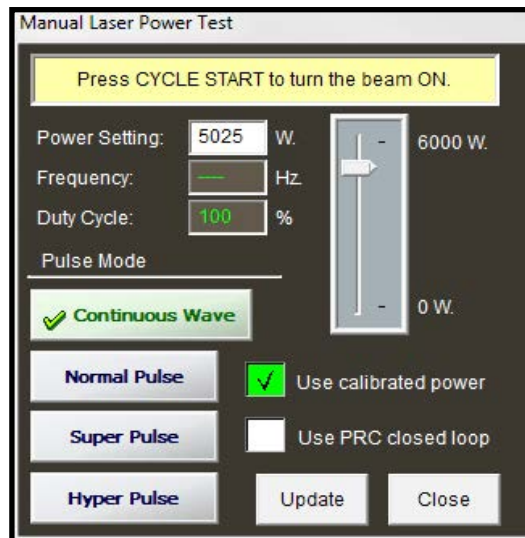 Manual Laser Power Test
Press CYCLE START to turn the beam ON.
Power Setting: 5025 W.
Frequency: ---- Hz.
Duty Cycle: 100 %
6000 W.
0 W.
Pulse Mode
Continuous Wave
Normal Pulse
Super Pulse
Hyper Pulse
Use calibrated power
Use PRC closed loop
Update
Close